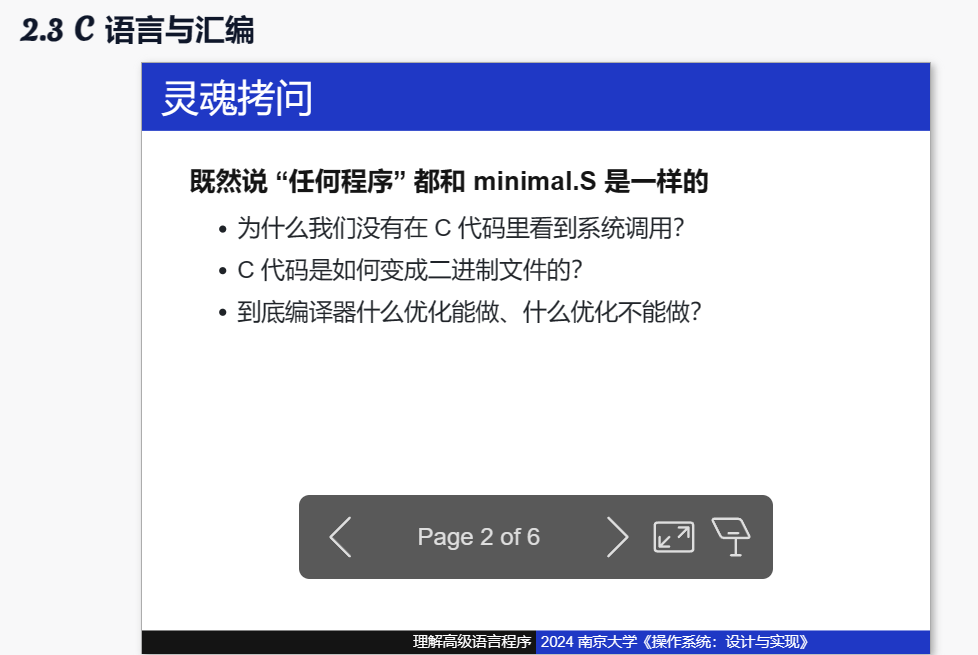 2.3 C 语言与汇编
灵魂拷问
既然说 “任何程序” 都和 minimal.S 是一样的
• 为什么我们没有在 C 代码里看到系统调用?
• C 代码是如何变成二进制文件的?
• 到底编译器什么优化能做、什么优化不能做?
Page 2 of 6
理解高级语言程序 2024 南京大学《操作系统：设计与实现》